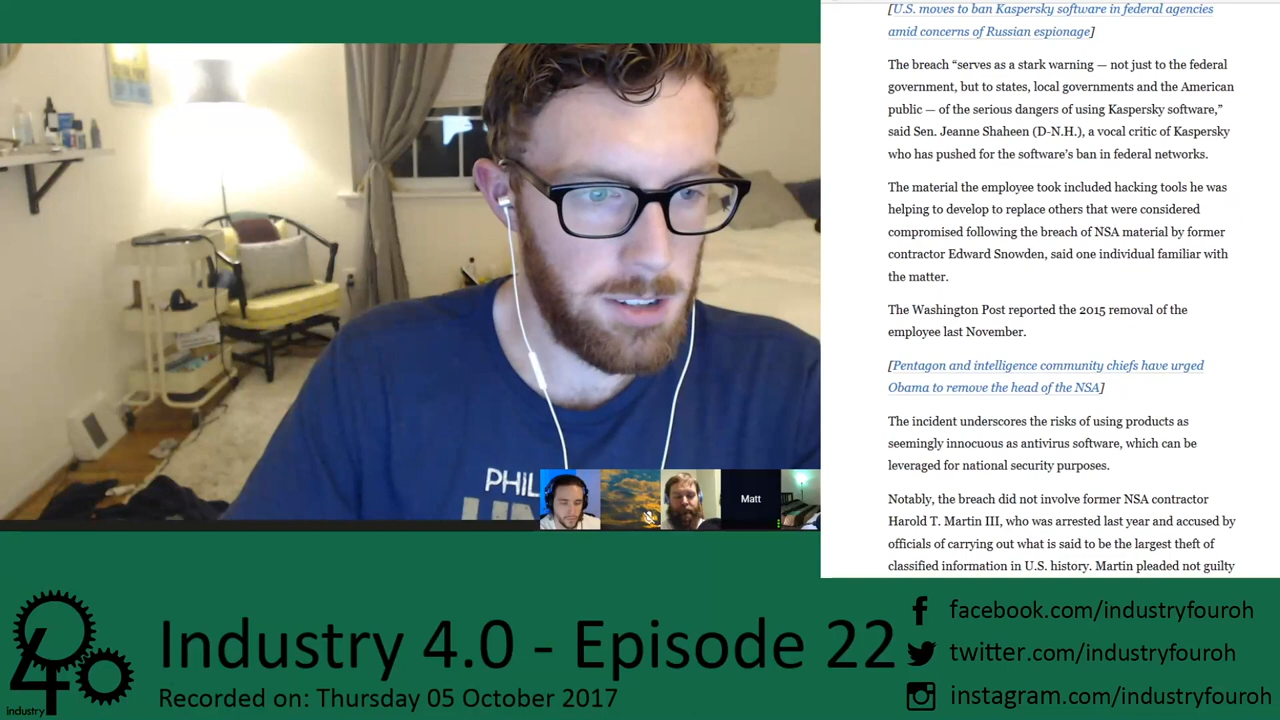 [U.S. moves to ban Kaspersky software in federal agencies
amid concerns of Russian espionage]
The breach “serves as a stark warning — not just to the federal
government, but to states, local governments and the American
public — of the serious dangers of using Kaspersky software,”
said Sen. Jeanne Shaheen (D-N.H.), a vocal critic of Kaspersky
who has pushed for the software’s ban in federal networks.
The material the employee took included hacking tools he was
helping to develop to replace others that were considered
compromised following the breach of NSA material by former
contractor Edward Snowden, said one individual familiar with
the matter.
The Washington Post reported the 2015 removal of the
employee last November.
[Pentagon and intelligence community chiefs have urged
Obama to remove the head of the NSA]
The incident underscores the risks of using products as
seemingly innocuous as antivirus software, which can be
leveraged for national security purposes.
Notably, the breach did not involve former NSA contractor
Harold T. Martin III, who was arrested last year and accused by
officials of carrying out what is said to be the largest theft of
classified information in U.S. history. Martin pleaded not guilty
PHIL
Matt
industry
4.0
Industry 4.0 - Episode 22
Recorded on: Thursday 05 October 2017
facebook.com/industryfouroh
twitter.com/industryfouroh
instagram.com/industryfouroh